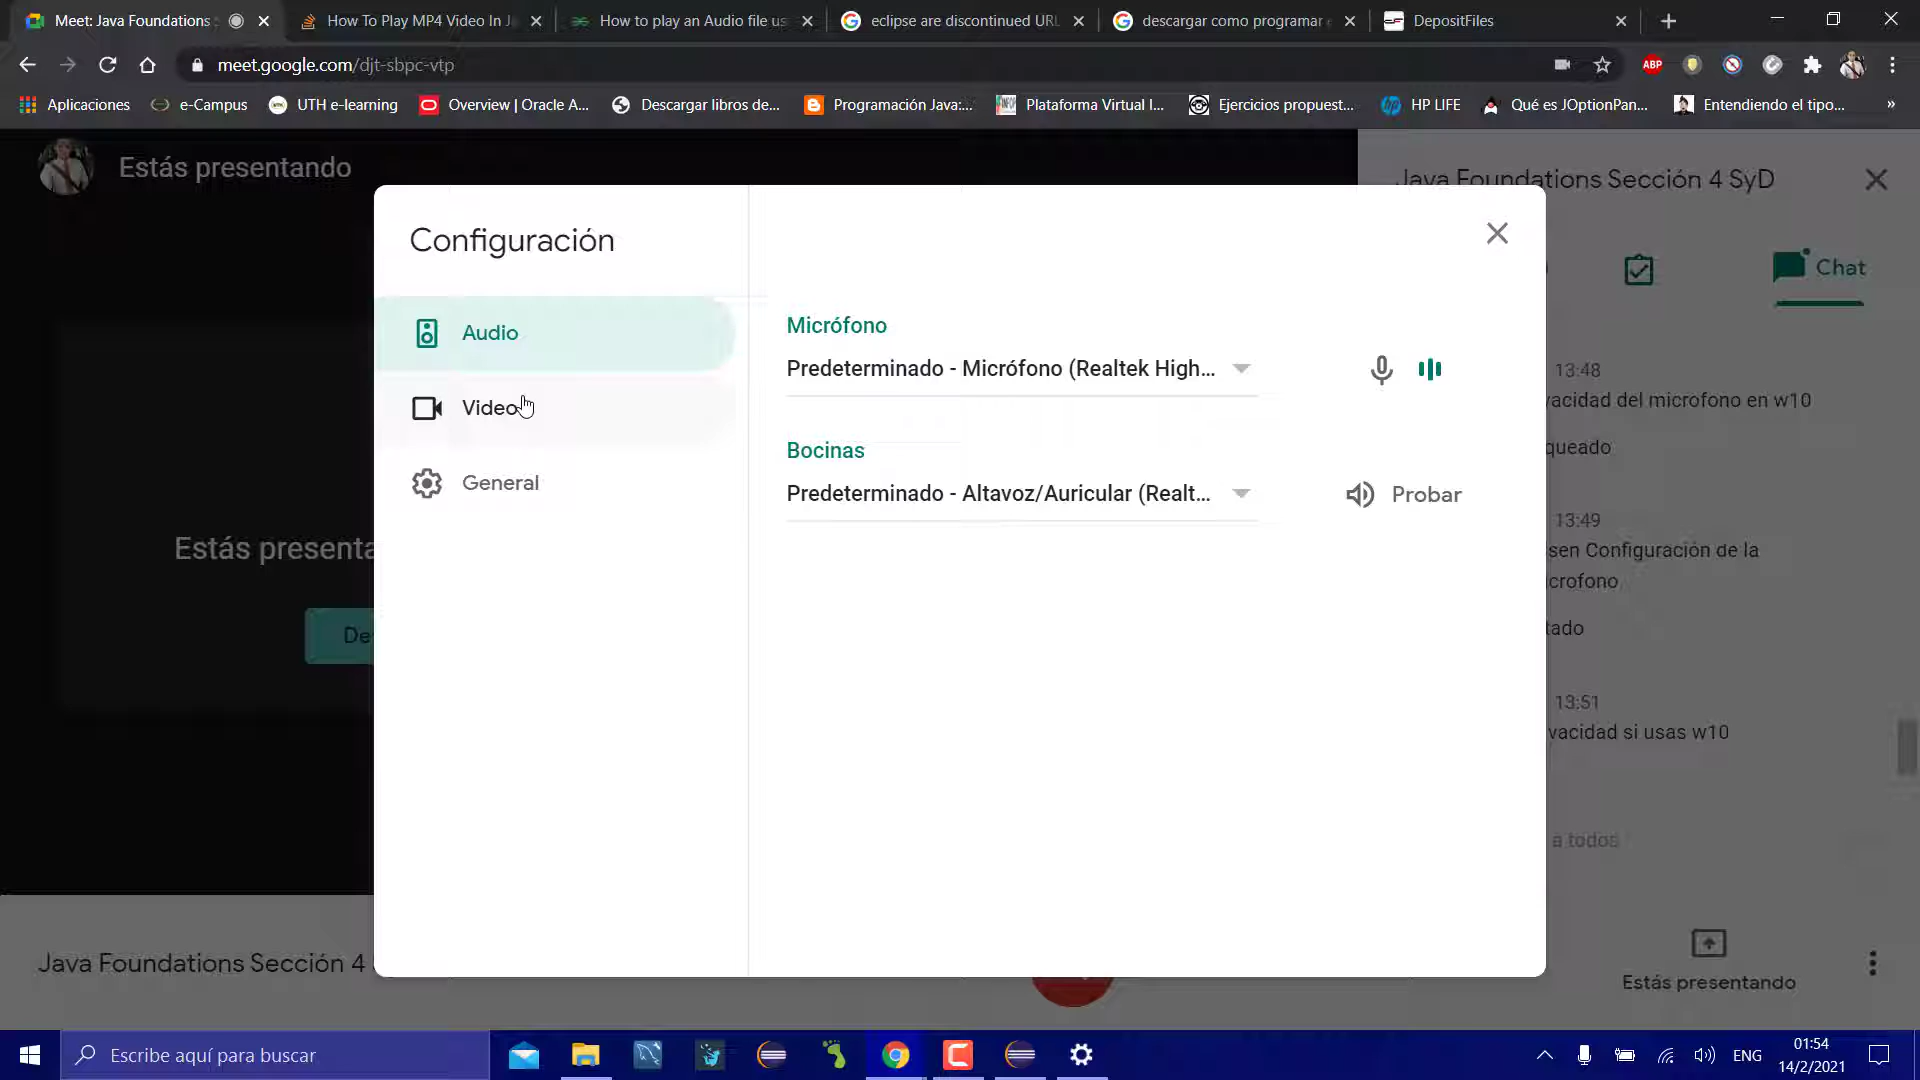 Meet: Java Foundations
How To Play MP4 Video In J
How to play an Audio file us
eclipse are discontinued URL
descargar como programar e
DepositFiles
meet.google.com/djt-sbpc-vtp
ABP
Aplicaciones
e-Campus
UTH e-learning
Overview | Oracle A...
Descargar libros de...
Programación Java:...
Plataforma Virtual I...
Ejercicios propuest...
HP LIFE
Qué es JOptionPan...
Entendiendo el tipo...
»
Estás presentando
Java Foundations Sección 4 SyD
Configuración
Chat
Audio
Video
General
Micrófono
Predeterminado - Micrófono (Realtek High...
Bocinas
Predeterminado - Altavoz/Auricular (Realt...
Probar
13:48
vacidad del microfono en w10
queado
13:49
sen Configuración de la
crofono
tado
13:51
vacidad si usas w10
a todos
Estás presenta
De
Java Foundations Sección 4
Estás presentando
Escribe aquí para buscar
ENG
01:54
14/2/2021